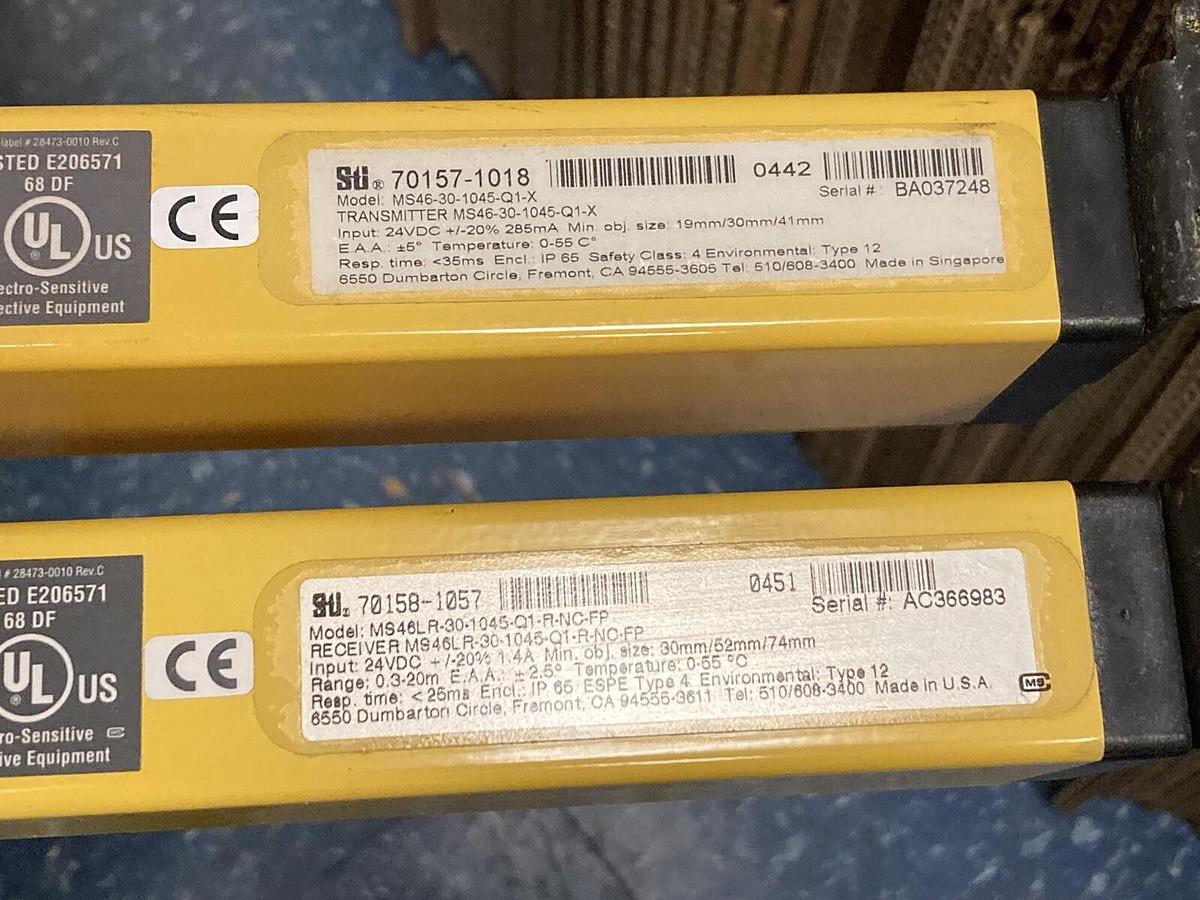 label # 28473-0010 Rev.C
STED E206571
68 DF
UL US
ectro-Sensitive
ective Equipment
CE
Sti® 70157-1018 0442
Serial #: BA037248
Model: MS46-30-1045-Q1-X
TRANSMITTER MS46-30-1045-Q1-X
Input: 24VDC +/-20% 285mA Min. obj. size: 19mm/30mm/41mm
E.A.A.: ±5° Temperature: 0-55 C°
Resp. time: <35ms Encl.: IP 65 Safety Class: 4 Environmental: Type 12
6550 Dumbarton Circle, Fremont, CA 94555-3605 Tel: 510/608-3400 Made in Singapore
# 28473-0010 Rev.C
ED E206571
68 DF
UL US
ro-Sensitive
ive Equipment
CE
Sti® 70158-1057 0451
Serial #: AC366983
Model: MS46LR-30-1045-Q1-R-NC-FP
RECEIVER MS46LR-30-1045-Q1-R-NC-FP
Input: 24VDC +/-20% 1.4A Min. obj. size: 30mm/52mm/74mm
Range: 0.3-20m E.A.A.: ±2.5° Temperature: 0-55 °C
Resp. time: < 25ms Encl.: IP 65 ESPE Type 4 Environmental: Type 12
6550 Dumbarton Circle, Fremont, CA 94555-3611 Tel: 510/608-3400 Made in U.S.A.
MS